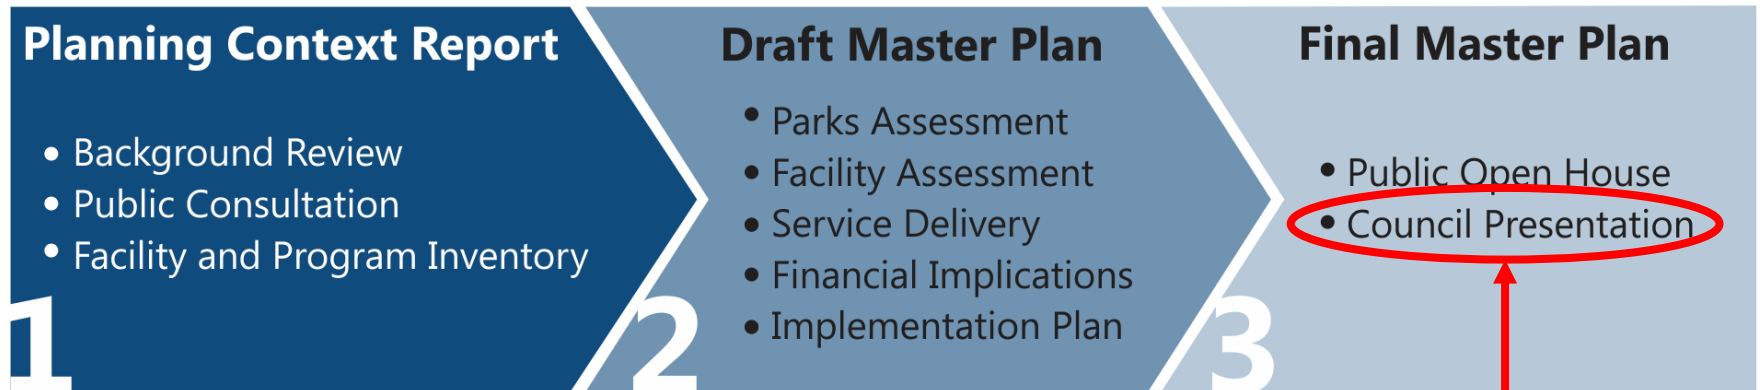 Planning Context Report
• Background Review
• Public Consultation
• Facility and Program Inventory
1
Draft Master Plan
• Parks Assessment
• Facility Assessment
• Service Delivery
• Financial Implications
• Implementation Plan
2
Final Master Plan
• Public Open House
• Council Presentation
3